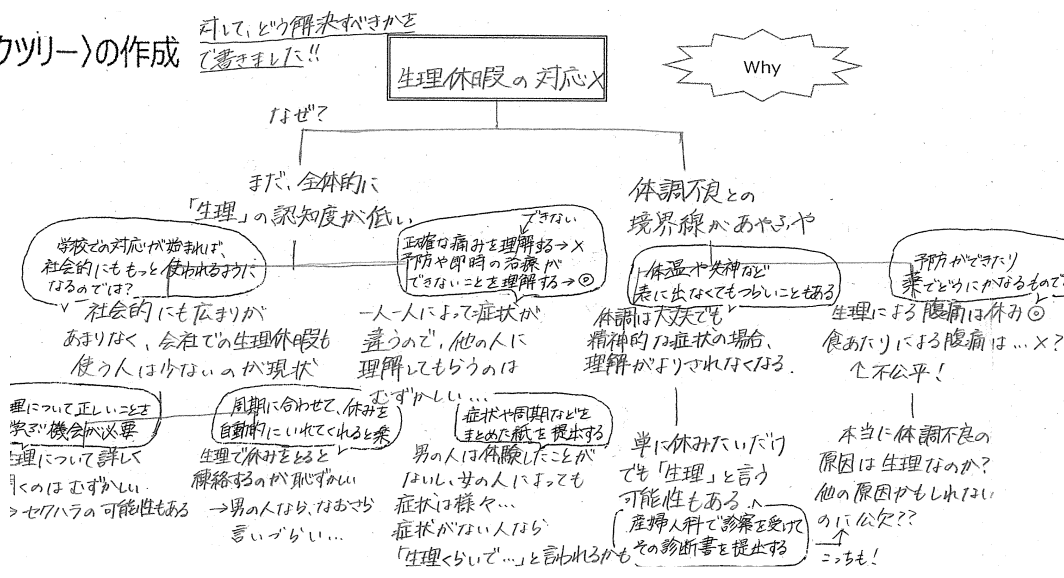 クツリー〉の作成
対して、どう解決すべきかを
で書きました!!
生理休暇の対応×
Why
なぜ?
まだ、全体的に
「生理」の認知度が低い
体調不良との
境界線があやふや
学校での対応が始まれば、
社会的にももっと使われるように
なるのでは?
できない
正確な痛みを理解する→×
予防や即時の治療が
できないことを理解する→◎
体温や失神など
表に出なくてもつらいこともある
予防ができたり
薬でどうにかなるもので
社会的にも広まりが
あまりなく、会社での生理休暇も
使う人は少ないのが現状
一人一人によって症状が
違うので、他の人に
理解してもらうのは
むずかしい...
体調は大丈夫でも
精神的な症状の場合、
理解がよりされなくなる.
生理による腹痛は休み◎
食あたりによる腹痛は...×?
↑不公平!
理について正しいことを
学ぶ機会が必要
生理について詳しく
聞くのはむずかしい
→セクハラの可能性もある
周期に合わせて、休みを
自動的にいれてくれると楽
生理で休みをとると
連絡するのが恥ずかしい
→男の人なら、なおさら
言いづらい...
症状や周期などを
まとめた紙を提出する
男の人は体験したことが
ないし、女の人によっても
症状は様々...
症状がない人なら
「生理くらいで...」と言われるかも
単に休みたいだけ
でも「生理」と言う
可能性もある
産婦人科で診察を受けて
その診断書を提出する
本当に体調不良の
原因は生理なのか?
他の原因かもしれない
のに公欠??
↑
こっちも!